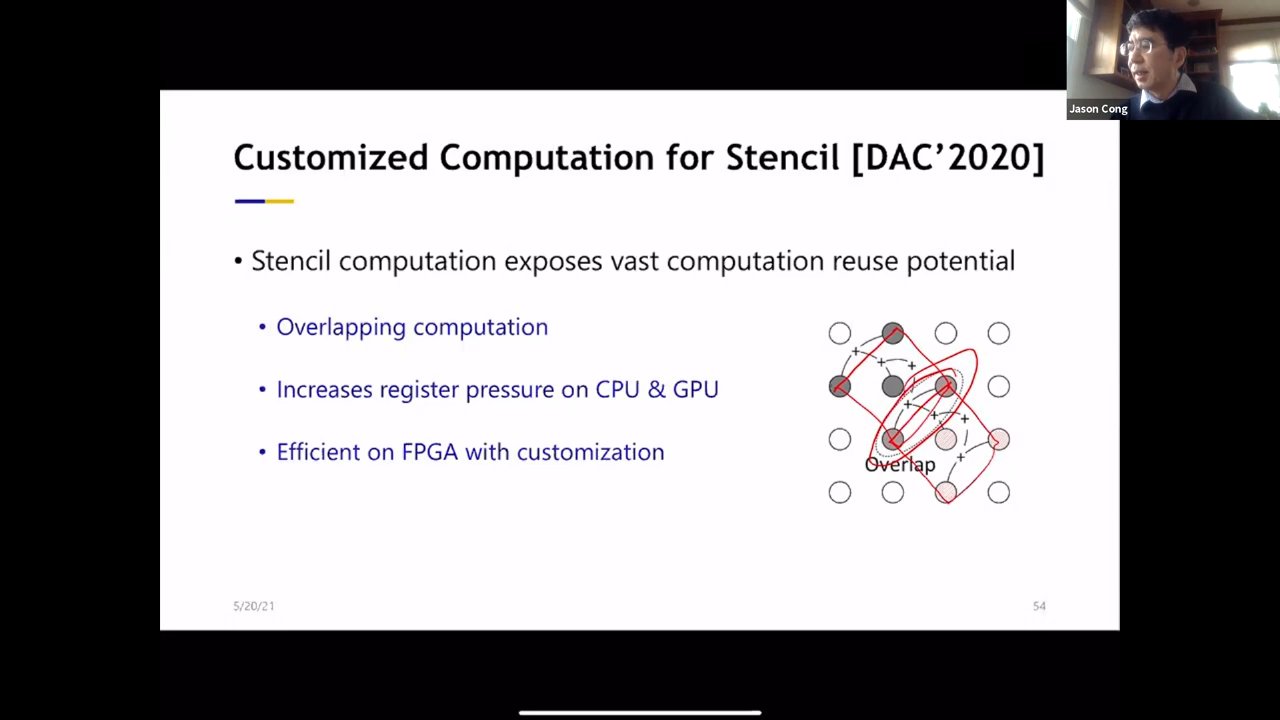 Jason Cong
Customized Computation for Stencil [DAC’2020]
• Stencil computation exposes vast computation reuse potential
• Overlapping computation
• Increases register pressure on CPU & GPU
• Efficient on FPGA with customization
+
+
+
+
+
+
+
Overlap
5/20/21
54